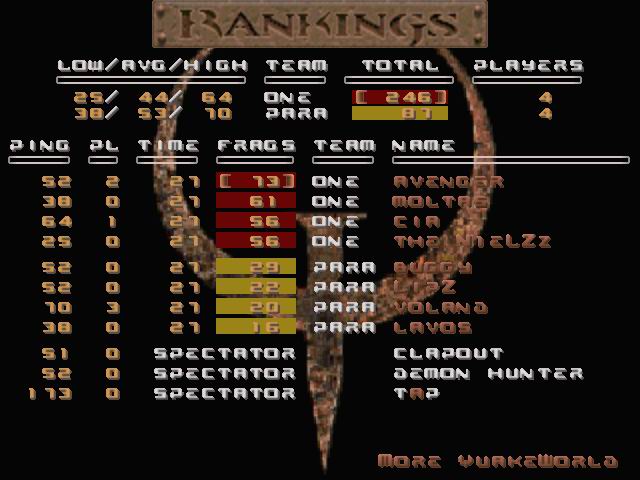 RANKINGS
LOW/AVG/HIGH TEAM TOTAL PLAYERS
25/ 44/ 64 ONE [ 246] 4
38/ 53/ 70 PARA 87 4
PING PL TIME FRAGS TEAM NAME
52 2 27 [ 73] ONE AVENGER
38 0 27 61 ONE MOLTAS
64 1 27 56 ONE CIA
25 0 27 56 ONE
52 0 27 29 PARA BUGGY
52 0 27 22 PARA LIPZ
70 3 27 20 PARA VOLAND
38 0 27 16 PARA LAVOS
51 0 SPECTATOR CLAPOUT
52 0 SPECTATOR DEMON HUNTER
173 0 SPECTATOR TAP
MORE QUAKEWORLD